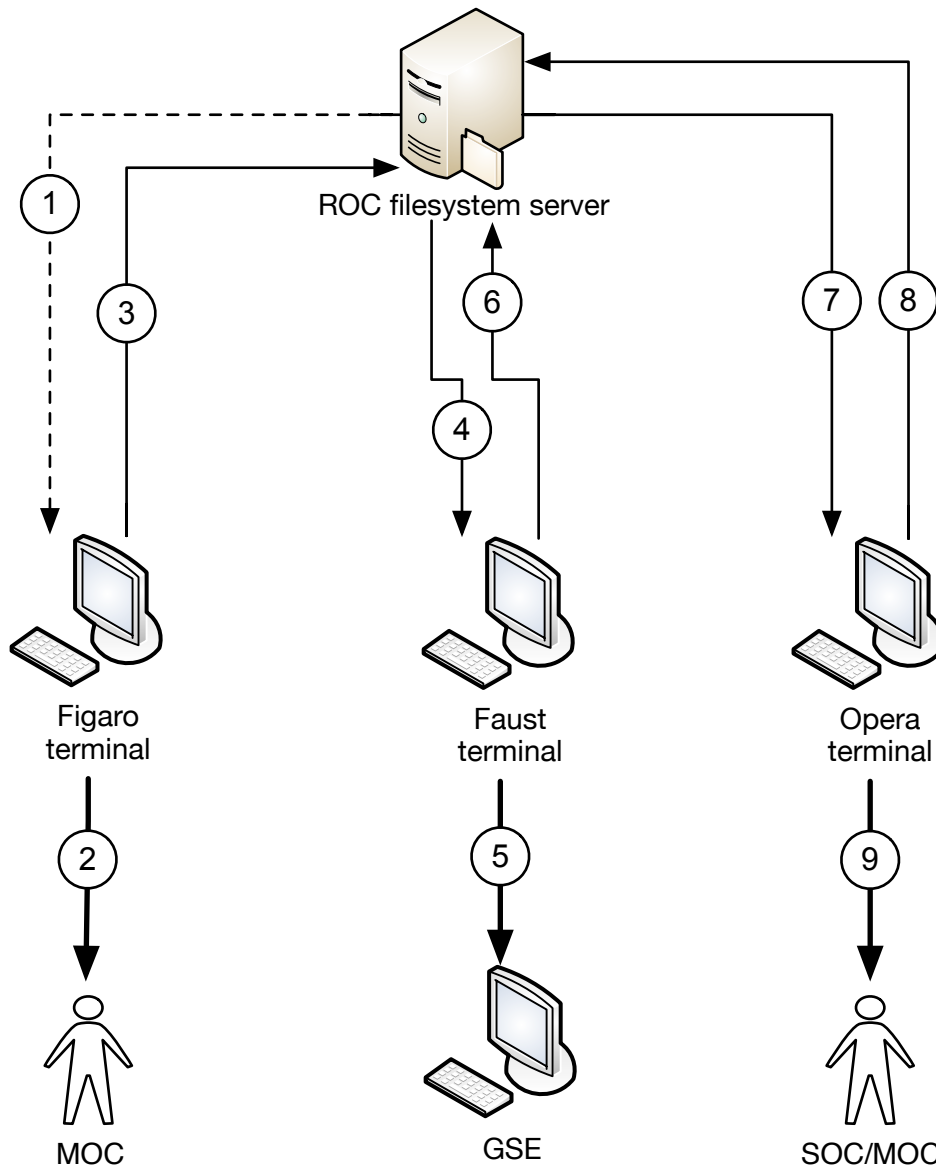 ROC filesystem server
1
3
6
7
8
4
Figaro
terminal
Faust
terminal
Opera
terminal
2
5
9
MOC
GSE
SOC/MOC